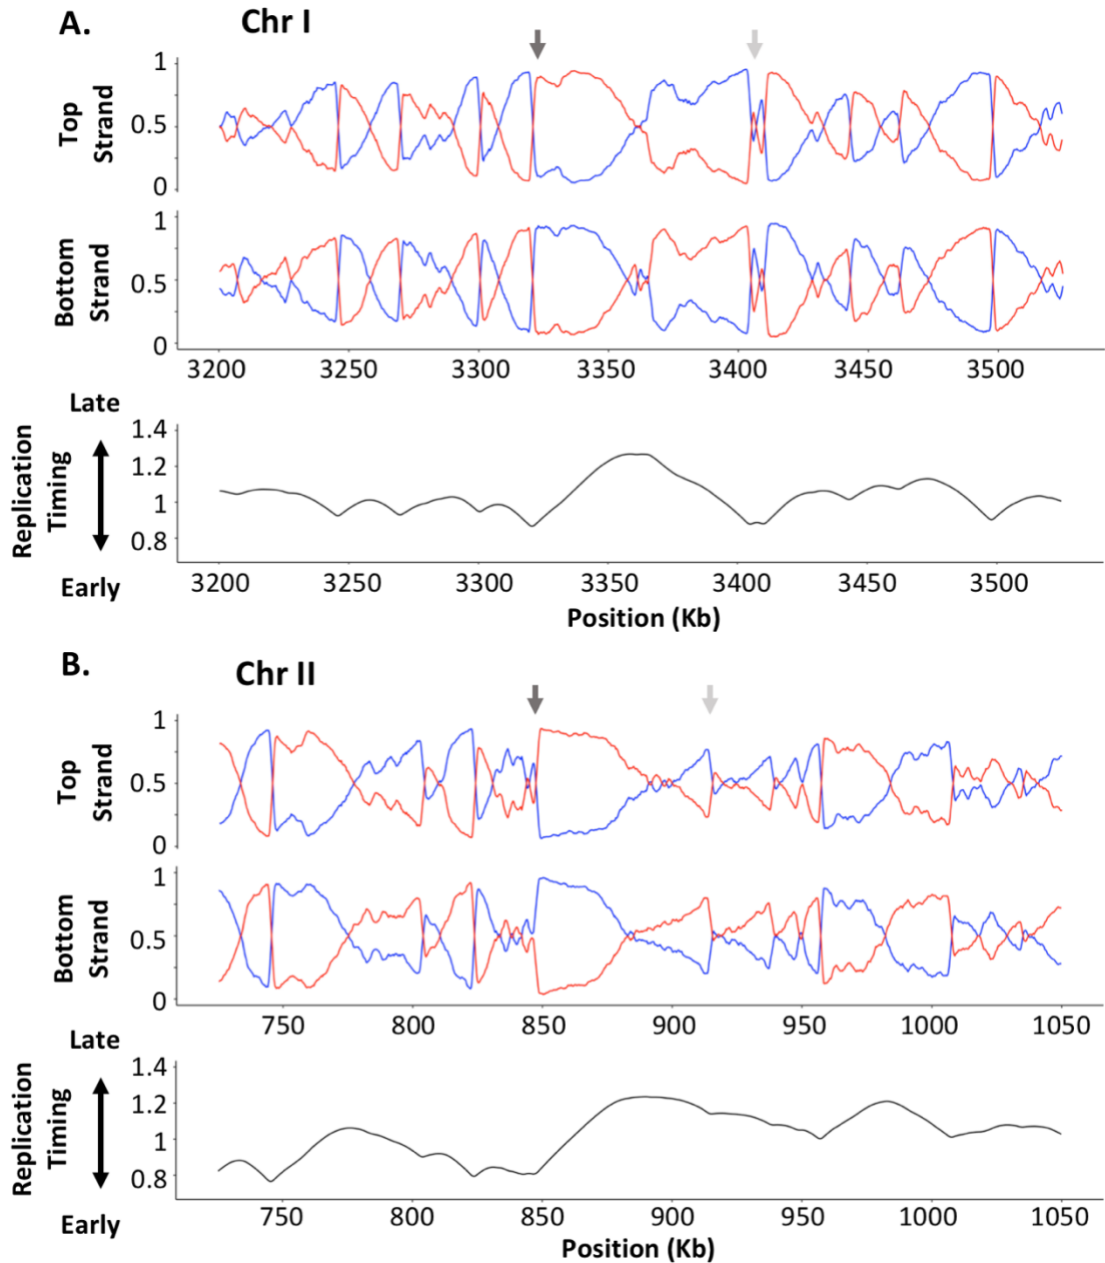 A.
Chr I
Top Strand
1
0.5
0
Bottom Strand
1
0.5
0
3200 3250 3300 3350 3400 3450 3500
Late
Replication Timing
Early
1.4
1.2
1
0.8
3200 3250 3300 3350 3400 3450 3500
Position (Kb)
B.
Chr II
Top Strand
1
0.5
0
Bottom Strand
1
0.5
0
750 800 850 900 950 1000 1050
Late
Replication Timing
Early
1.4
1.2
1
0.8
750 800 850 900 950 1000 1050
Position (Kb)